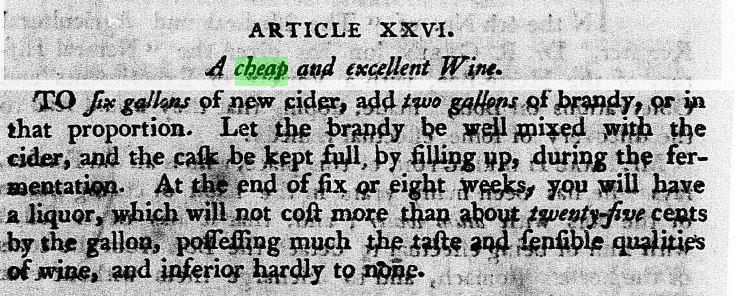 ARTICLE XXVI.
A cheap and excellent Wine.
TO ſix gallons of new cider, add two gallons of brandy, or in
that proportion. Let the brandy be well mixed with the
cider, and the caſk be kept full, by filling up, during the fer-
mentation. At the end of ſix or eight weeks, you will have
a liquor, which will not coſt more than about twenty-five cents
by the gallon, poſſeſſing much the taſte and ſenſible qualities
of wine, and inferior hardly to none.